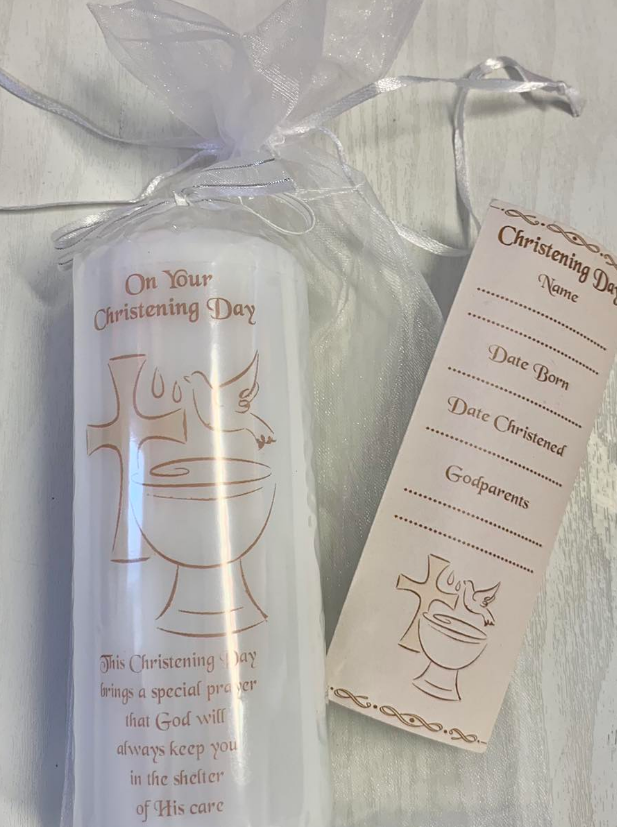 On Your
Christening Day
This Christening Day
brings a special prayer
that God will
always keep you
in the shelter
of His care
Christening Day
Name
Date Born
Date Christened
Godparents